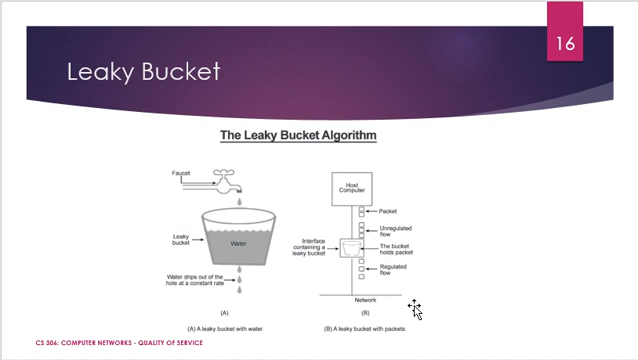 16
Leaky Bucket
The Leaky Bucket Algorithm
Faucet
Leaky
bucket
Water
Water drips out of the
hole at a constant rate
(A)
(A) A leaky bucket with water.
Host
Computer
Packet
Unregulated
flow
Interface
containing a
leaky bucket
The bucket
holds packet
Regulated
flow
Network
(B)
(B) A leaky bucket with packets.
CS 306: COMPUTER NETWORKS - QUALITY OF SERVICE